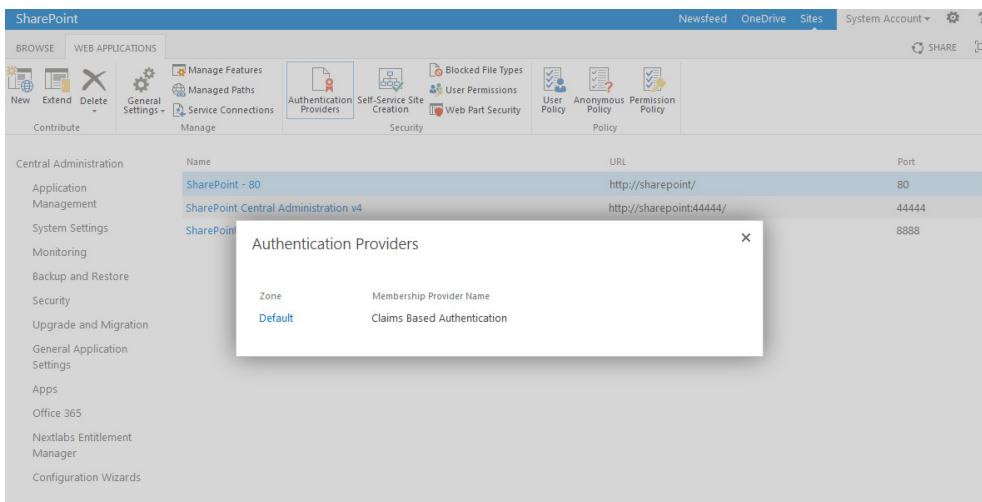 SharePoint
Newsfeed OneDrive Sites System Account
BROWSE WEB APPLICATIONS
SHARE
New
Extend
Delete
General Settings
Manage Features
Managed Paths
Service Connections
Authentication Providers
Self-Service Site Creation
Blocked File Types
User Permissions
Web Part Security
User Policy
Anonymous Policy
Permission Policy
Contribute
Manage
Security
Policy
Central Administration
Application
Management
System Settings
Monitoring
Backup and Restore
Security
Upgrade and Migration
General Application
Settings
Apps
Office 365
Nextlabs Entitlement
Manager
Configuration Wizards
Name URL Port
SharePoint - 80 http://sharepoint/ 80
SharePoint Central Administration v4 http://sharepoint:44444/ 44444
SharePoint 8888
Authentication Providers
Zone Membership Provider Name
Default Claims Based Authentication